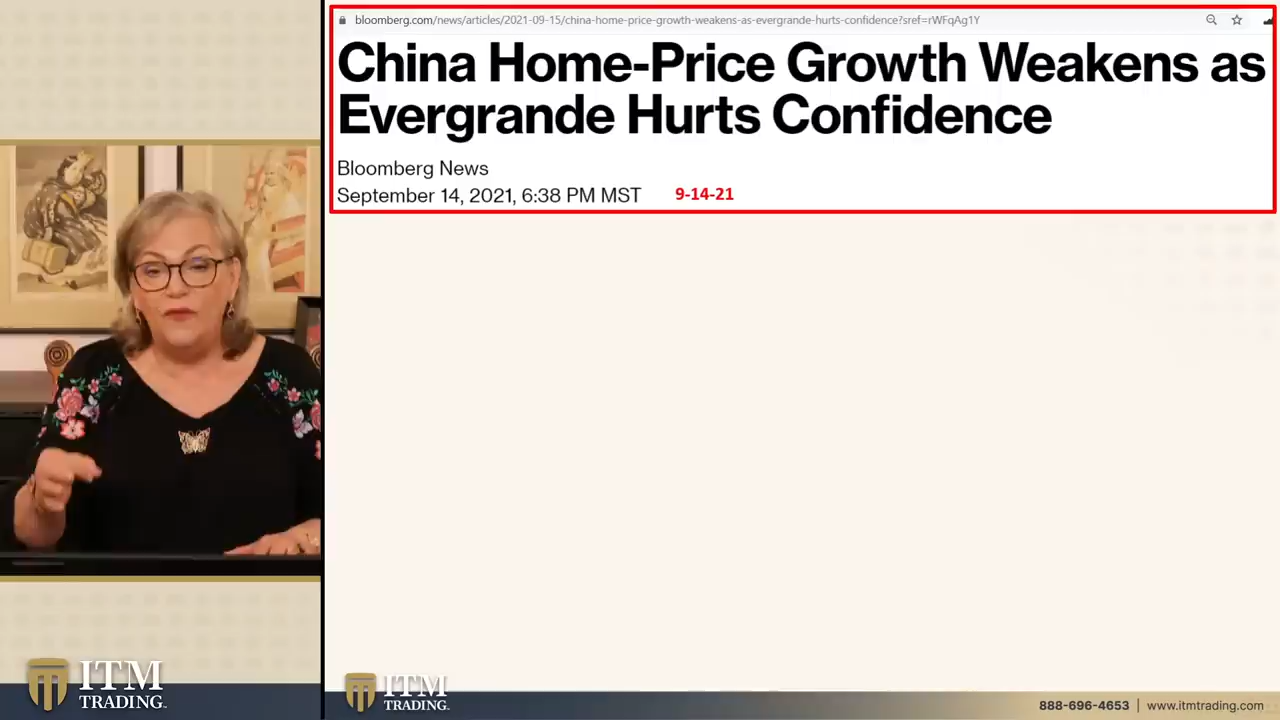 bloomberg.com/news/articles/2021-09-15/china-home-price-growth-weakens-as-evergrande-hurts-confidence?sref=rWFqAg1Y
China Home-Price Growth Weakens as
Evergrande Hurts Confidence
Bloomberg News
September 14, 2021, 6:38 PM MST 9-14-21
ITM
TRADING
ITM
TRADING
888-696-4653 | www.itmtrading.com